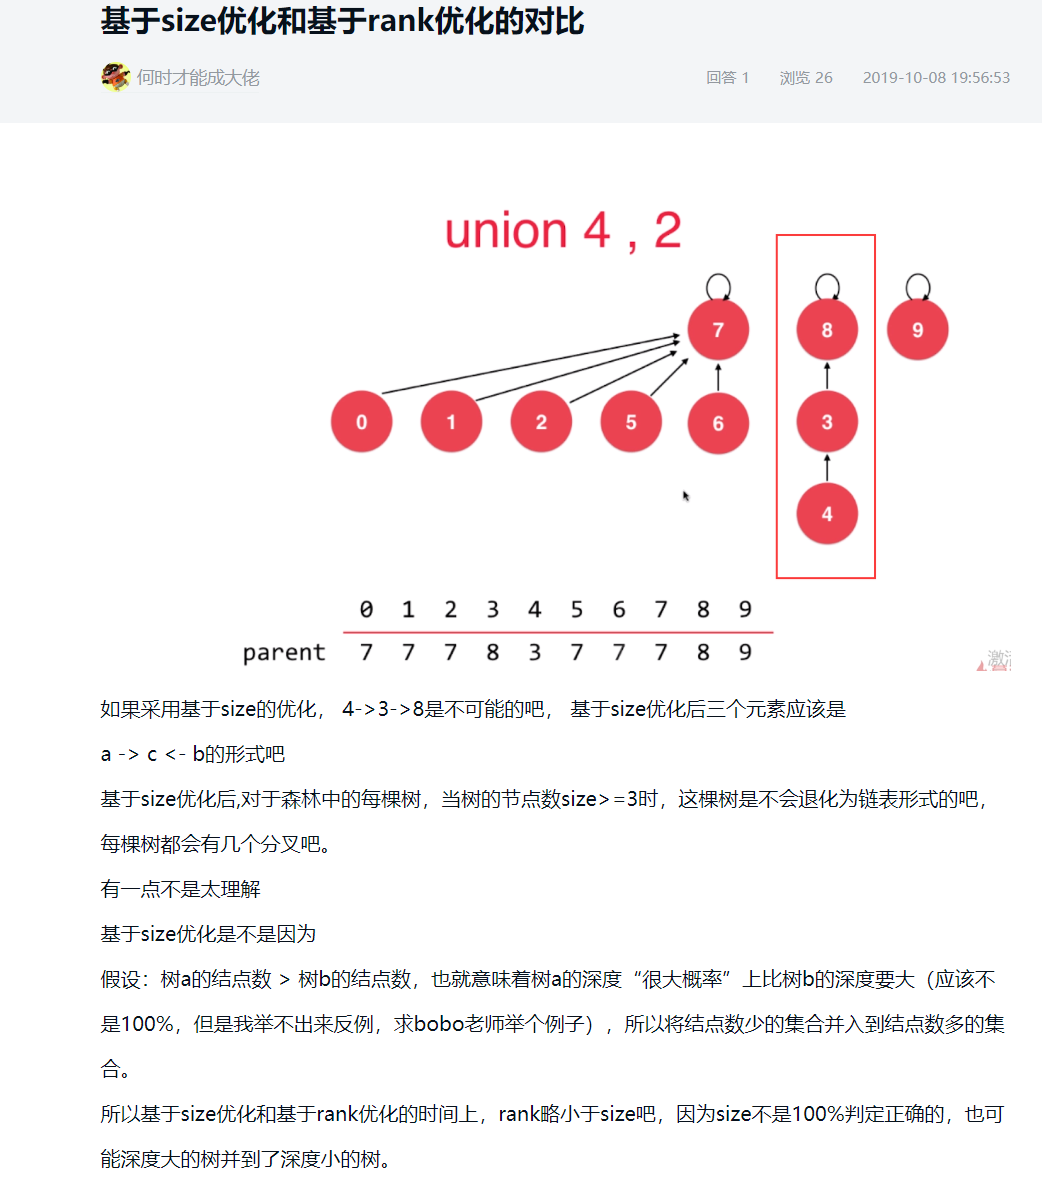 基于size优化和基于rank优化的对比
何时才能成大佬 回答 1 浏览 26 2019-10-08 19:56:53
union 4 , 2
7 8 9
0 1 2 5 6 3
4
0 1 2 3 4 5 6 7 8 9
parent 7 7 7 8 3 7 7 7 8 9
激
如果采用基于size的优化， 4->3->8是不可能的吧， 基于size优化后三个元素应该是
a -> c <- b的形式吧
基于size优化后,对于森林中的每棵树，当树的节点数size>=3时，这棵树是不会退化为链表形式的吧，
每棵树都会有几个分叉吧。
有一点不是太理解
基于size优化是不是因为
假设：树a的结点数 > 树b的结点数，也就意味着树a的深度“很大概率”上比树b的深度要大（应该不
是100%，但是我举不出来反例，求bobo老师举个例子），所以将结点数少的集合并入到结点数多的集
合。
所以基于size优化和基于rank优化的时间上，rank略小于size吧，因为size不是100%判定正确的，也可
能深度大的树并到了深度小的树。